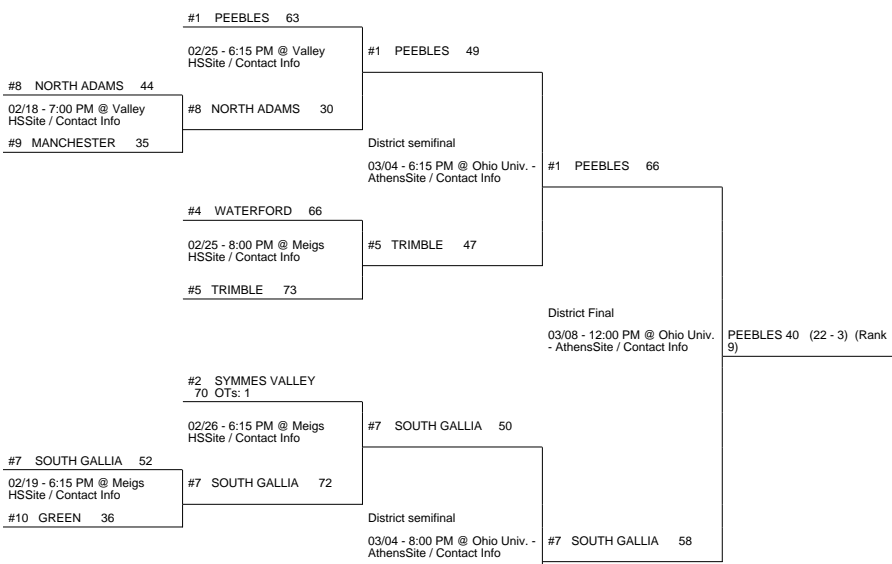 #1 PEEBLES 63
02/25 - 6:15 PM @ Valley
HSSite / Contact Info
#1 PEEBLES 49
#8 NORTH ADAMS 44
02/18 - 7:00 PM @ Valley
HSSite / Contact Info
#8 NORTH ADAMS 30
#9 MANCHESTER 35
District semifinal
03/04 - 6:15 PM @ Ohio Univ. -
AthensSite / Contact Info
#1 PEEBLES 66
#4 WATERFORD 66
02/25 - 8:00 PM @ Meigs
HSSite / Contact Info
#5 TRIMBLE 47
#5 TRIMBLE 73
District Final
03/08 - 12:00 PM @ Ohio Univ.
- AthensSite / Contact Info
PEEBLES 40 (22 - 3) (Rank
9)
#2 SYMMES VALLEY
70 OTs: 1
02/26 - 6:15 PM @ Meigs
HSSite / Contact Info
#7 SOUTH GALLIA 50
#7 SOUTH GALLIA 52
02/19 - 6:15 PM @ Meigs
HSSite / Contact Info
#7 SOUTH GALLIA 72
#10 GREEN 36
District semifinal
03/04 - 8:00 PM @ Ohio Univ. -
AthensSite / Contact Info
#7 SOUTH GALLIA 58